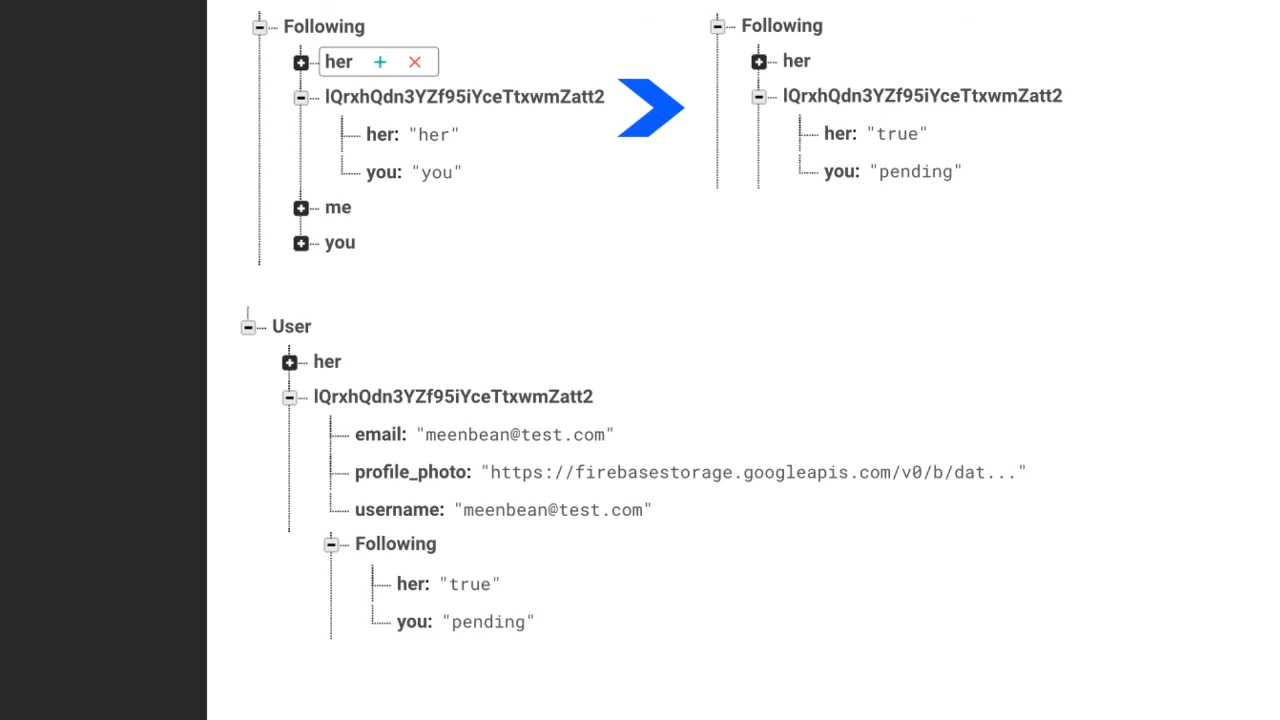 Following
her
lQrxhQdn3YZf95iYceTtxwmZatt2
her: "her"
you: "you"
me
you
Following
her
lQrxhQdn3YZf95iYceTtxwmZatt2
her: "true"
you: "pending"
User
her
lQrxhQdn3YZf95iYceTtxwmZatt2
email: "meenbean@test.com"
profile_photo: "https://firebasestorage.googleapis.com/v0/b/dat..."
username: "meenbean@test.com"
Following
her: "true"
you: "pending"